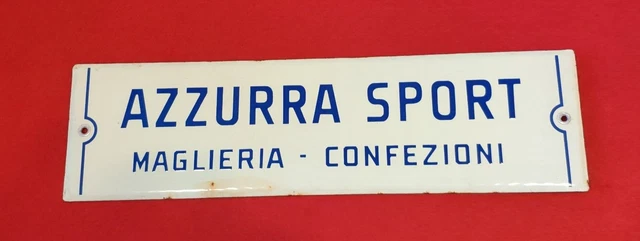 AZZURRA SPORT
MAGLIERIA - CONFEZIONI